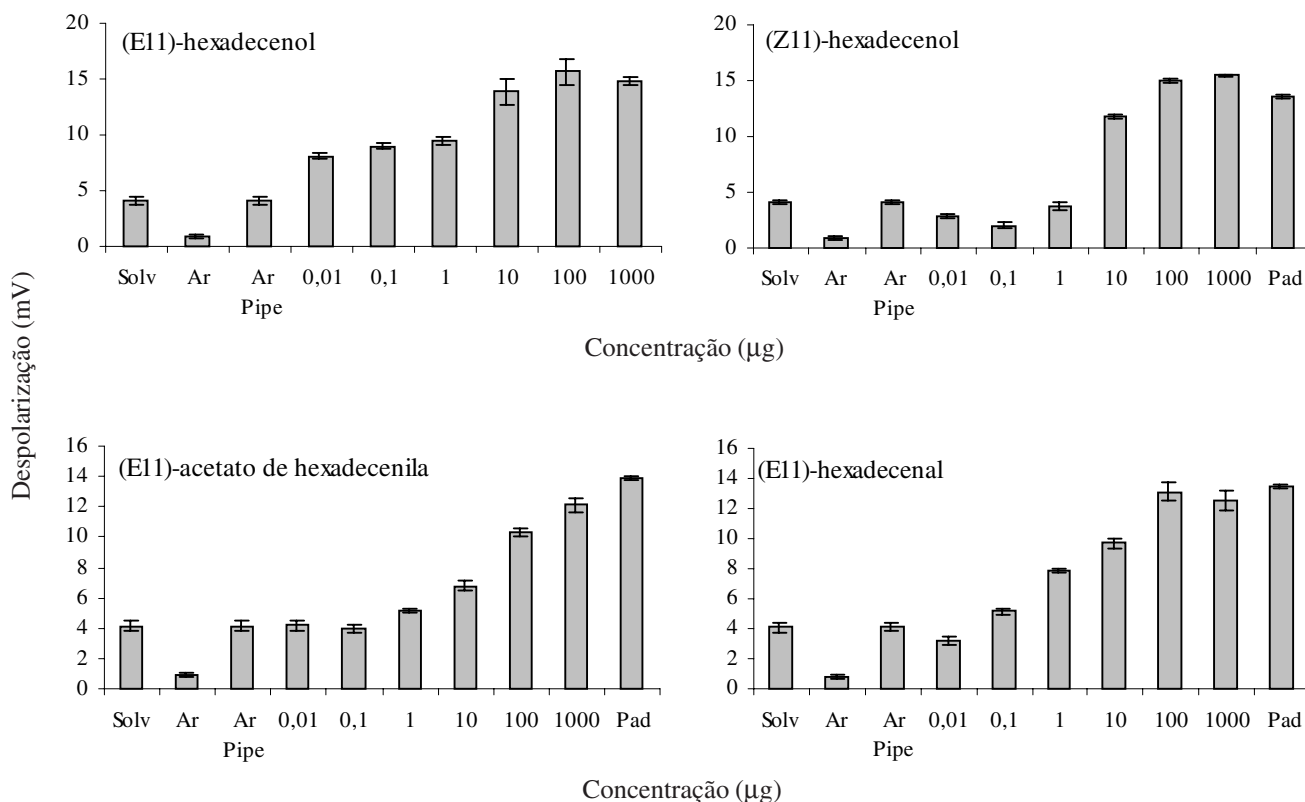 (E11)-hexadecenol
20
15
10
5
0
Solv Ar Ar Pipe 0,01 0,1 1 10 100 1000
(Z11)-hexadecenol
20
15
10
5
0
Solv Ar Ar Pipe 0,01 0,1 1 10 100 1000 Pad
Concentração (µg)
Despolarização (mV)
(E11)-acetato de hexadecenila
16
14
12
10
8
6
4
2
0
Solv Ar Ar Pipe 0,01 0,1 1 10 100 1000 Pad
(E11)-hexadecenal
16
14
12
10
8
6
4
2
0
Solv Ar Ar Pipe 0,01 0,1 1 10 100 1000 Pad
Concentração (µg)